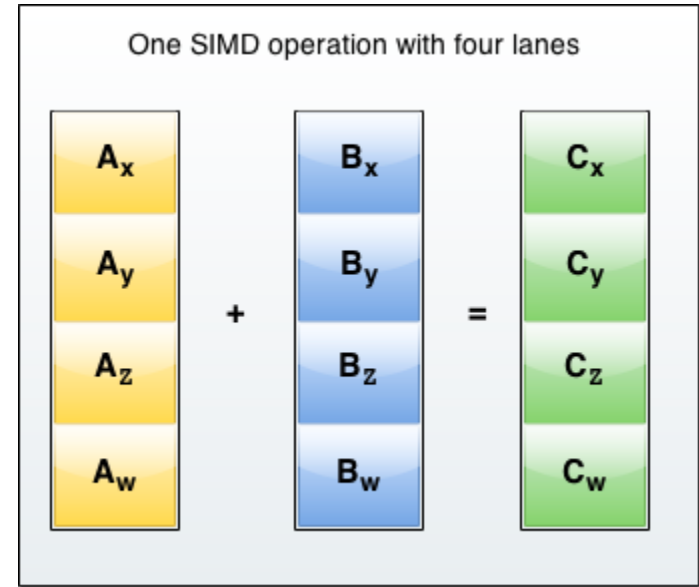 One SIMD operation with four lanes
Ax Bx Cx
Ay By Cy
+ =
Az Bz Cz
Aw Bw Cw